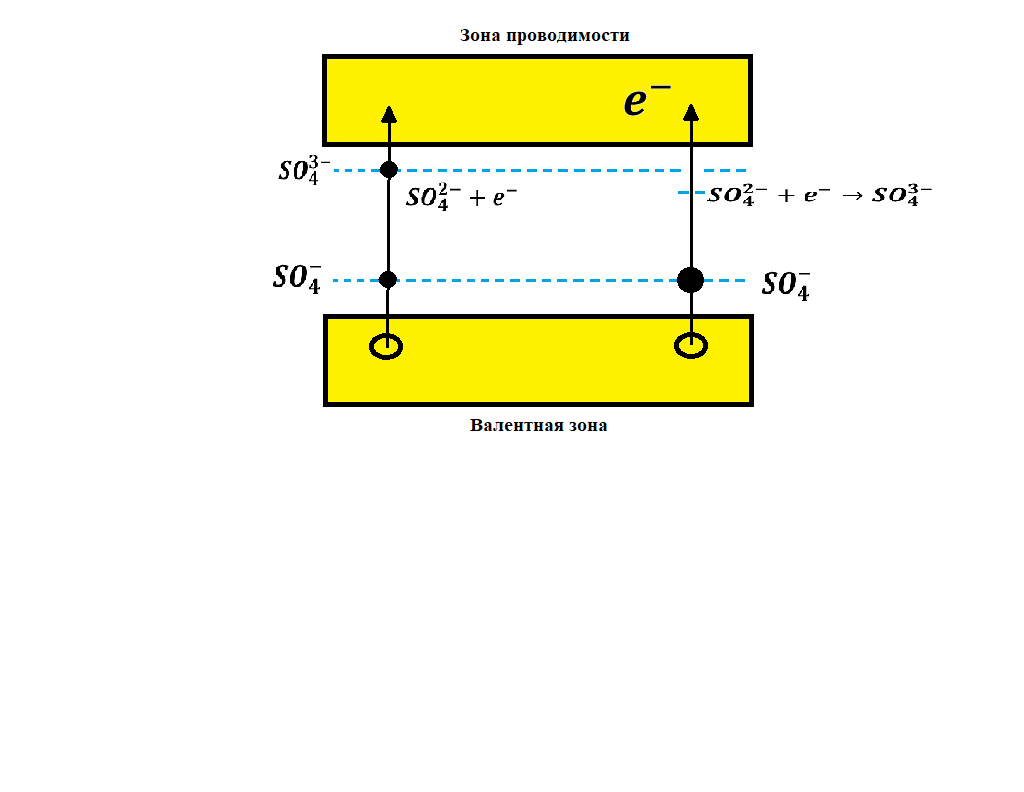 Зона проводимости
e⁻
SO₄³⁻
SO₄²⁻ + e⁻
SO₄²⁻ + e⁻ → SO₄³⁻
SO₄⁻
SO₄⁻
Валентная зона